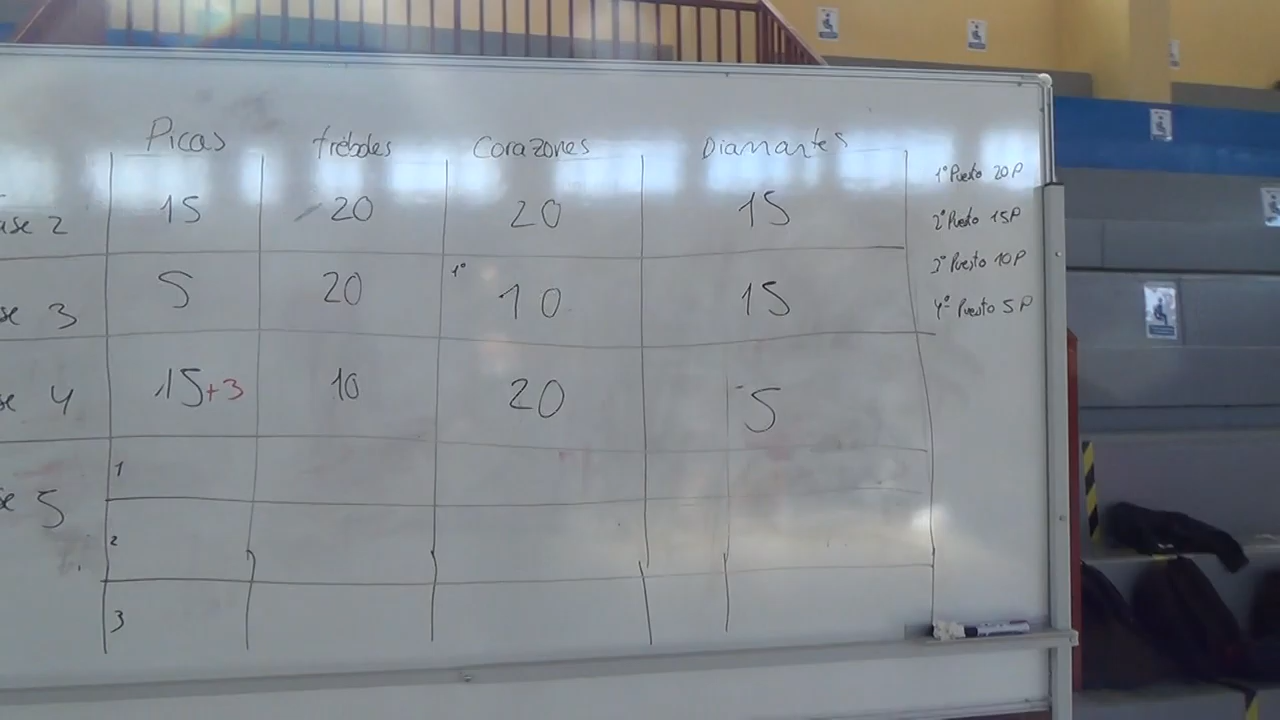 Picas tréboles Corazones Diamantes
ase 2 15 20 20 15
se 3 5 20 1º 10 15
se 4 15+3 10 20 5
se 5 1
2
3
1º Puesto 20P
2º Puesto 15P
3º Puesto 10P
4º Puesto 5P